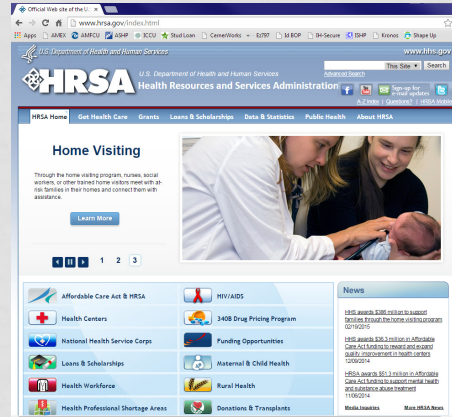 Official Web site of the U.
www.hrsa.gov/index.html
Apps AMEX AMFCU ASHP ICCU Stud Loan CernerWorks Ed797 Id BOP IH-Secure ISHP Kronos Shape Up
U.S. Department of Health and Human Services
www.hhs.gov
HRSA
U.S. Department of Health and Human Services
Health Resources and Services Administration
This Site Search
Advanced Search
Sign-up for
e-mail updates
A-Z Index | Questions? | HRSA Mobile
HRSA Home Get Health Care Grants Loans & Scholarships Data & Statistics Public Health About HRSA
Home Visiting
Through the home visiting program, nurses, social
workers, or other trained home visitors meet with at-
risk families in their homes and connect them with
assistance.
Learn More
1 2 3
Affordable Care Act & HRSA
Health Centers
National Health Service Corps
Loans & Scholarships
Health Workforce
Health Professional Shortage Areas
HIV/AIDS
340B Drug Pricing Program
Funding Opportunities
Maternal & Child Health
Rural Health
Donations & Transplants
News
HHS awards $386 million to support
families through the home visiting program
02/19/2015
HHS awards $36.3 million in Affordable
Care Act funding to reward and expand
quality improvement in health centers
12/09/2014
HRSA awards $51.3 million in Affordable
Care Act funding to support mental health
and substance abuse treatment
11/06/2014
Media Inquiries More HRSA News